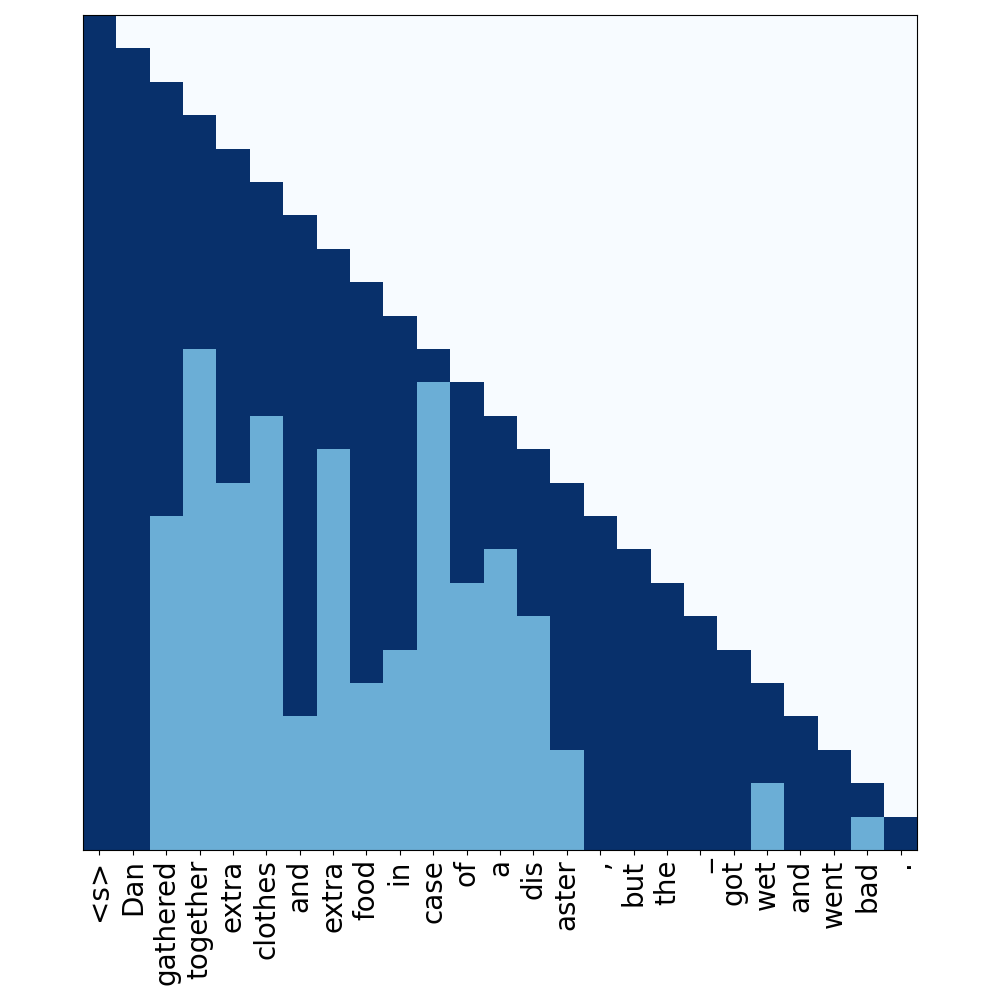 <s> Dan gathered together extra clothes and extra food in case of a dis aster , but the _ got wet and went bad .